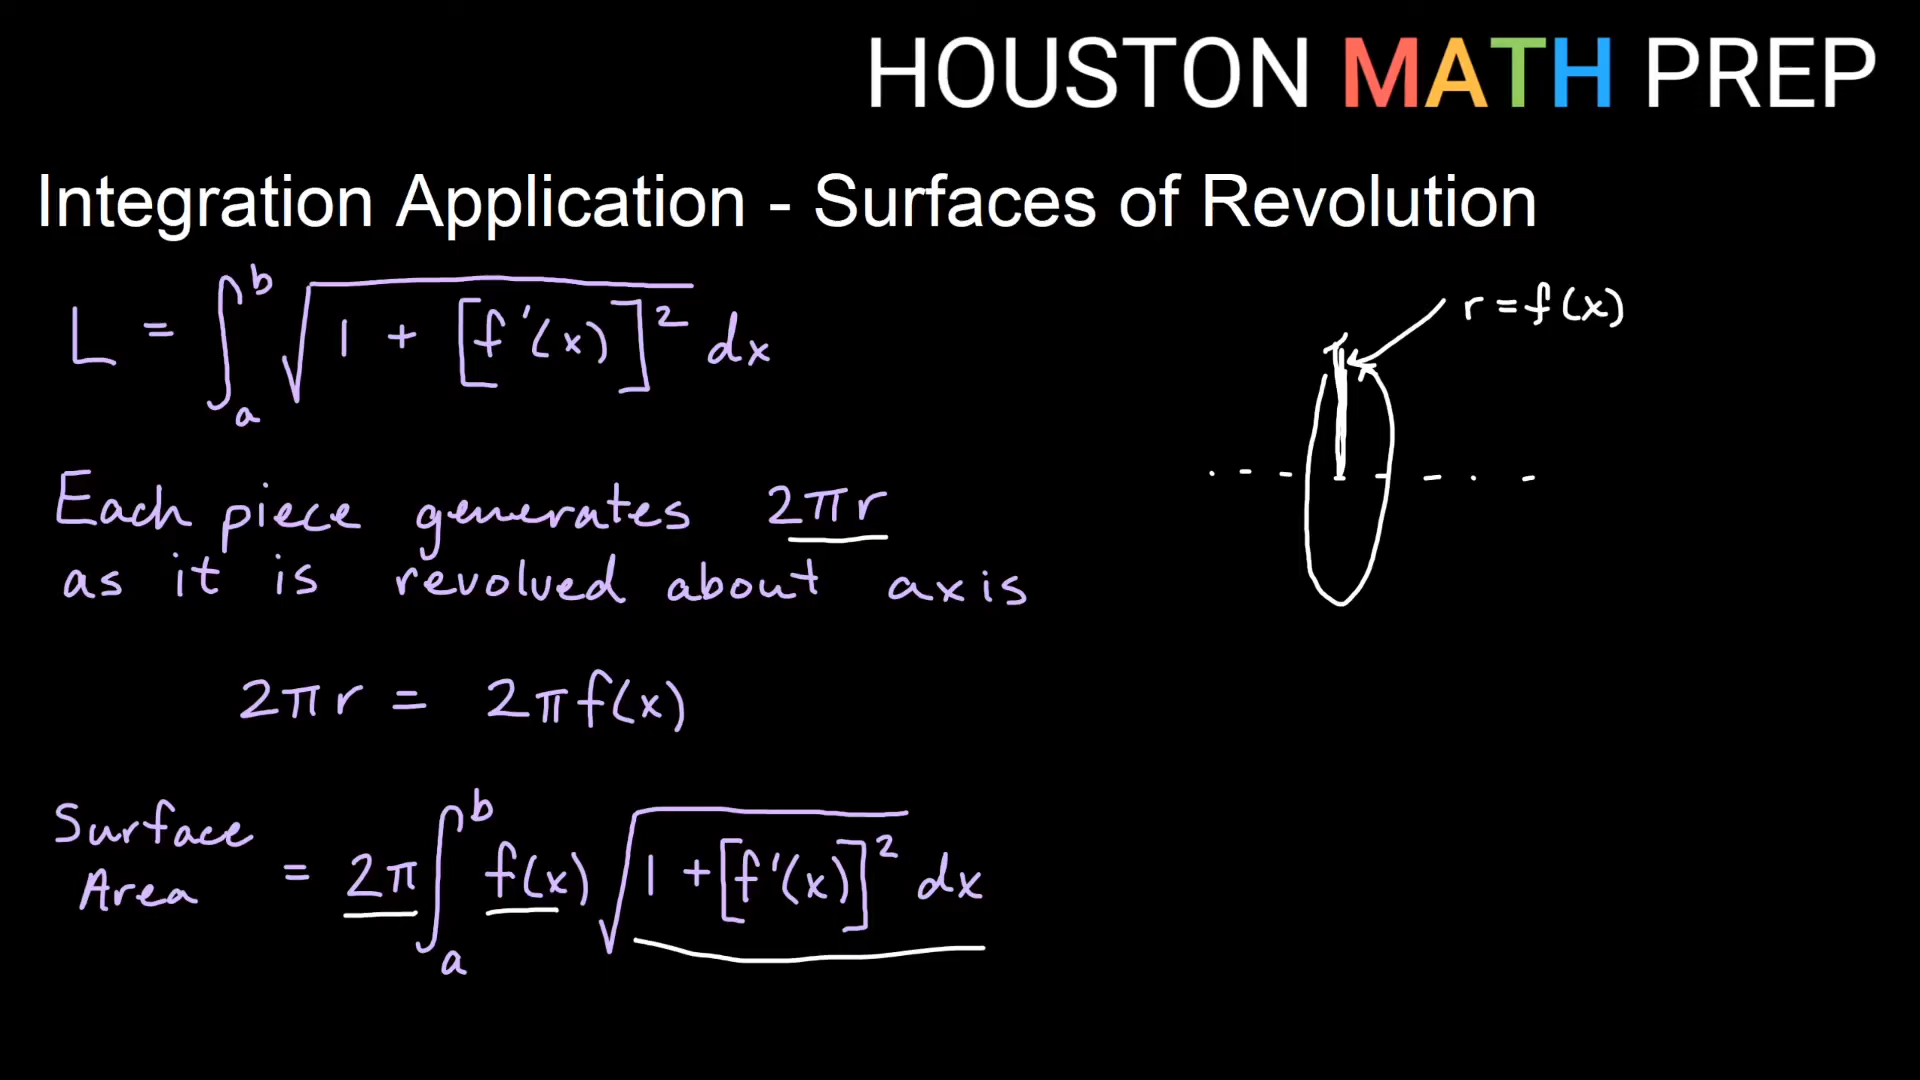 HOUSTON MATH PREP
Integration Application - Surfaces of Revolution
L = ∫_a^b √(1 + [f'(x)]²) dx
r = f(x)
Each piece generates 2πr
as it is revolved about axis
2πr = 2πf(x)
Surface Area = 2π ∫_a^b f(x) √(1 + [f'(x)]²) dx